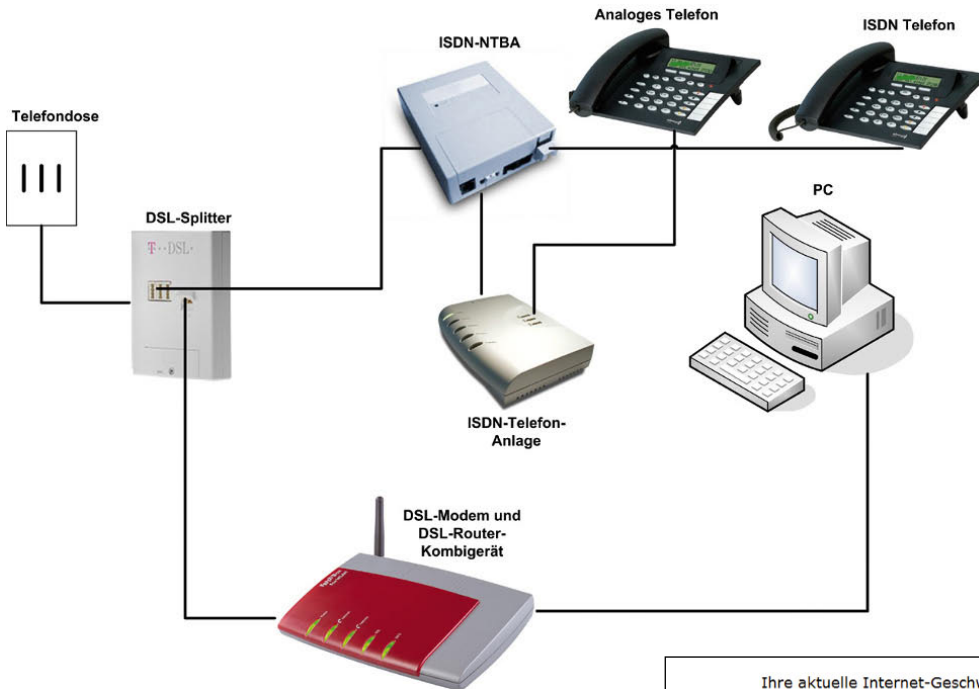 Analoges Telefon
ISDN Telefon
ISDN-NTBA
Telefondose
PC
DSL-Splitter
T··DSL·
ISDN-Telefon-
Anlage
DSL-Modem und
DSL-Router-
Kombigerät
Ihre aktuelle Internet-Geschw